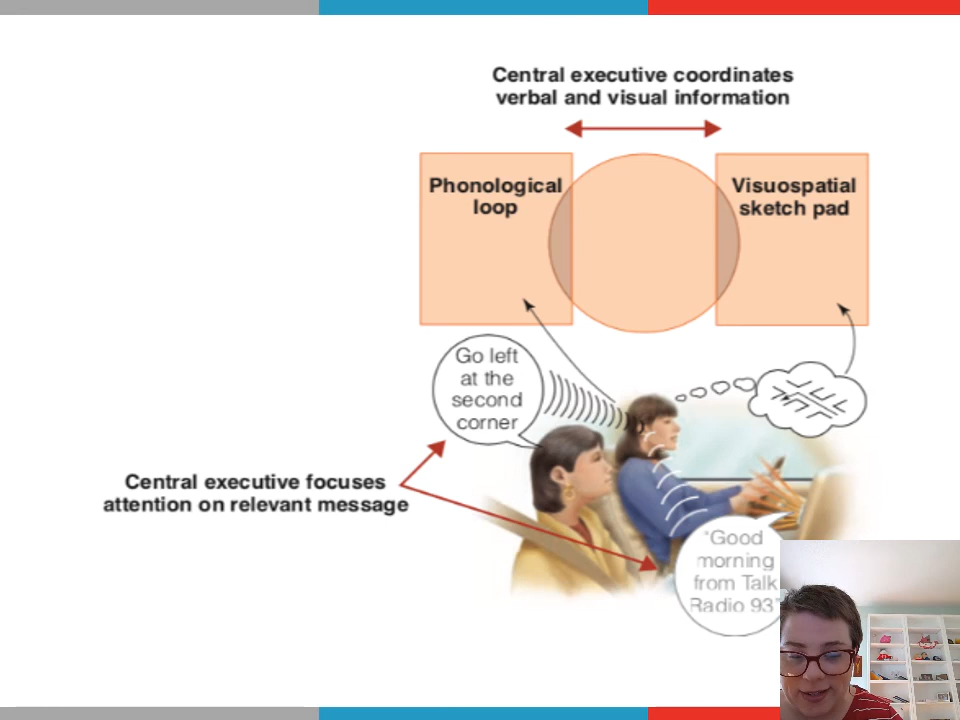 Central executive coordinates
verbal and visual information
Phonological
loop
Visuospatial
sketch pad
Go left
at the
second
corner
Central executive focuses
attention on relevant message
"Good
morning
from Talk
Radio 93"